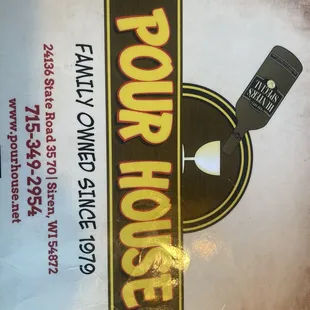 POUR HOUSE
FAMILY OWNED SINCE 1979
24136 State Road 35 70 | Siren, WI 54872
715-349-2954
www.pourhouse.net